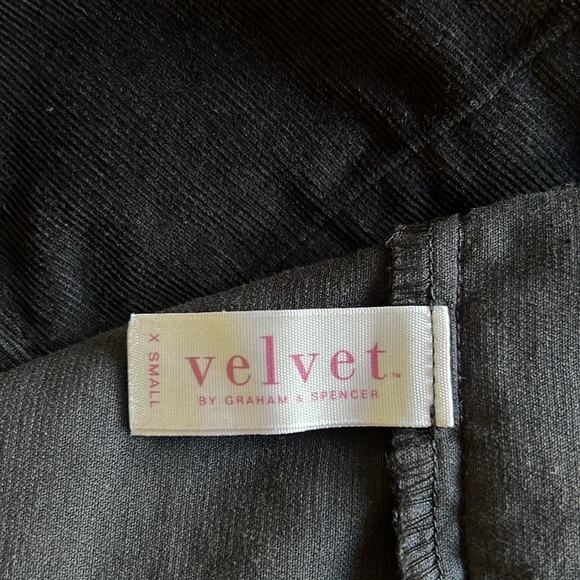 velvet™
BY GRAHAM & SPENCER
X SMALL